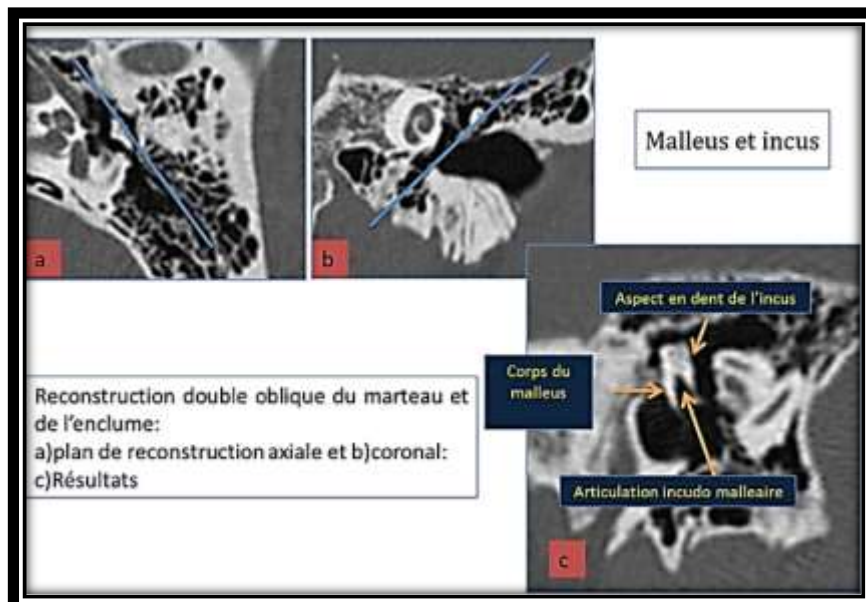 Malleus et incus
a
b
Aspect en dent de l'incus
Corps du
malleus
Reconstruction double oblique du marteau et
de l'enclume:
a)plan de reconstruction axiale et b)coronal:
c)Résultats
Articulation incudo malleaire
c